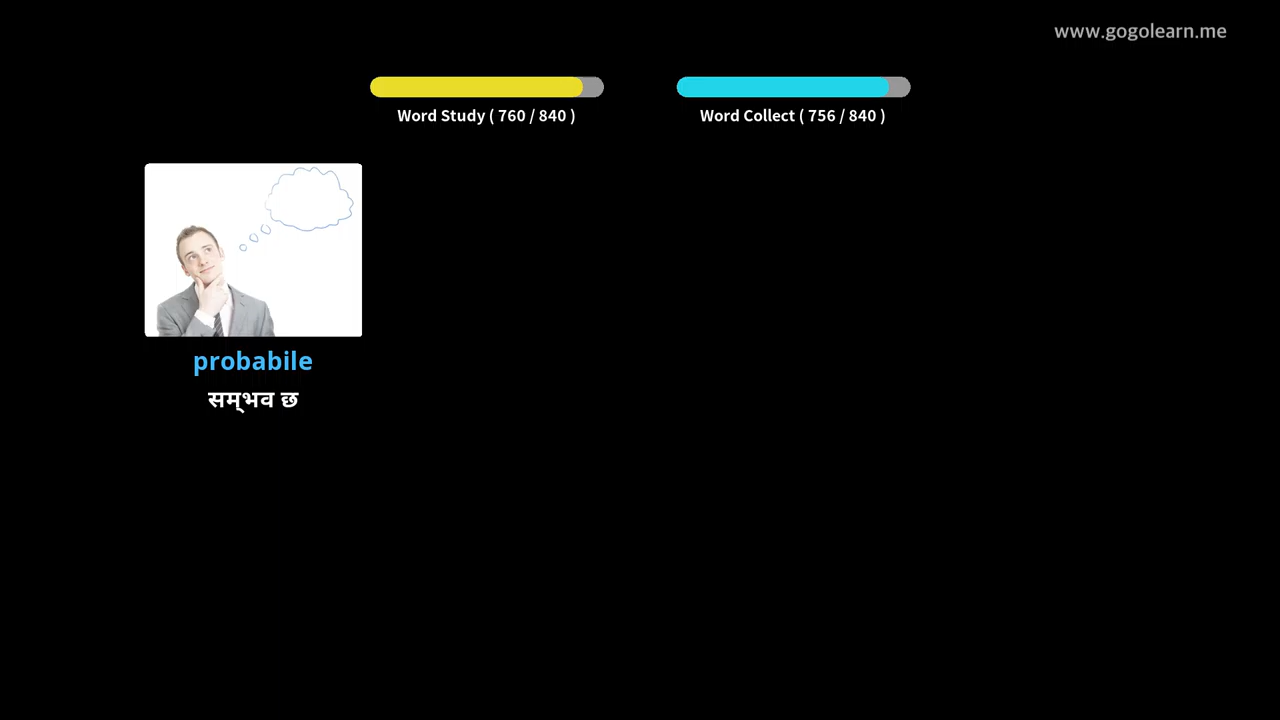 www.gogolearn.me
Word Study ( 760 / 840 )
Word Collect ( 756 / 840 )
probabile
सम्भव छ